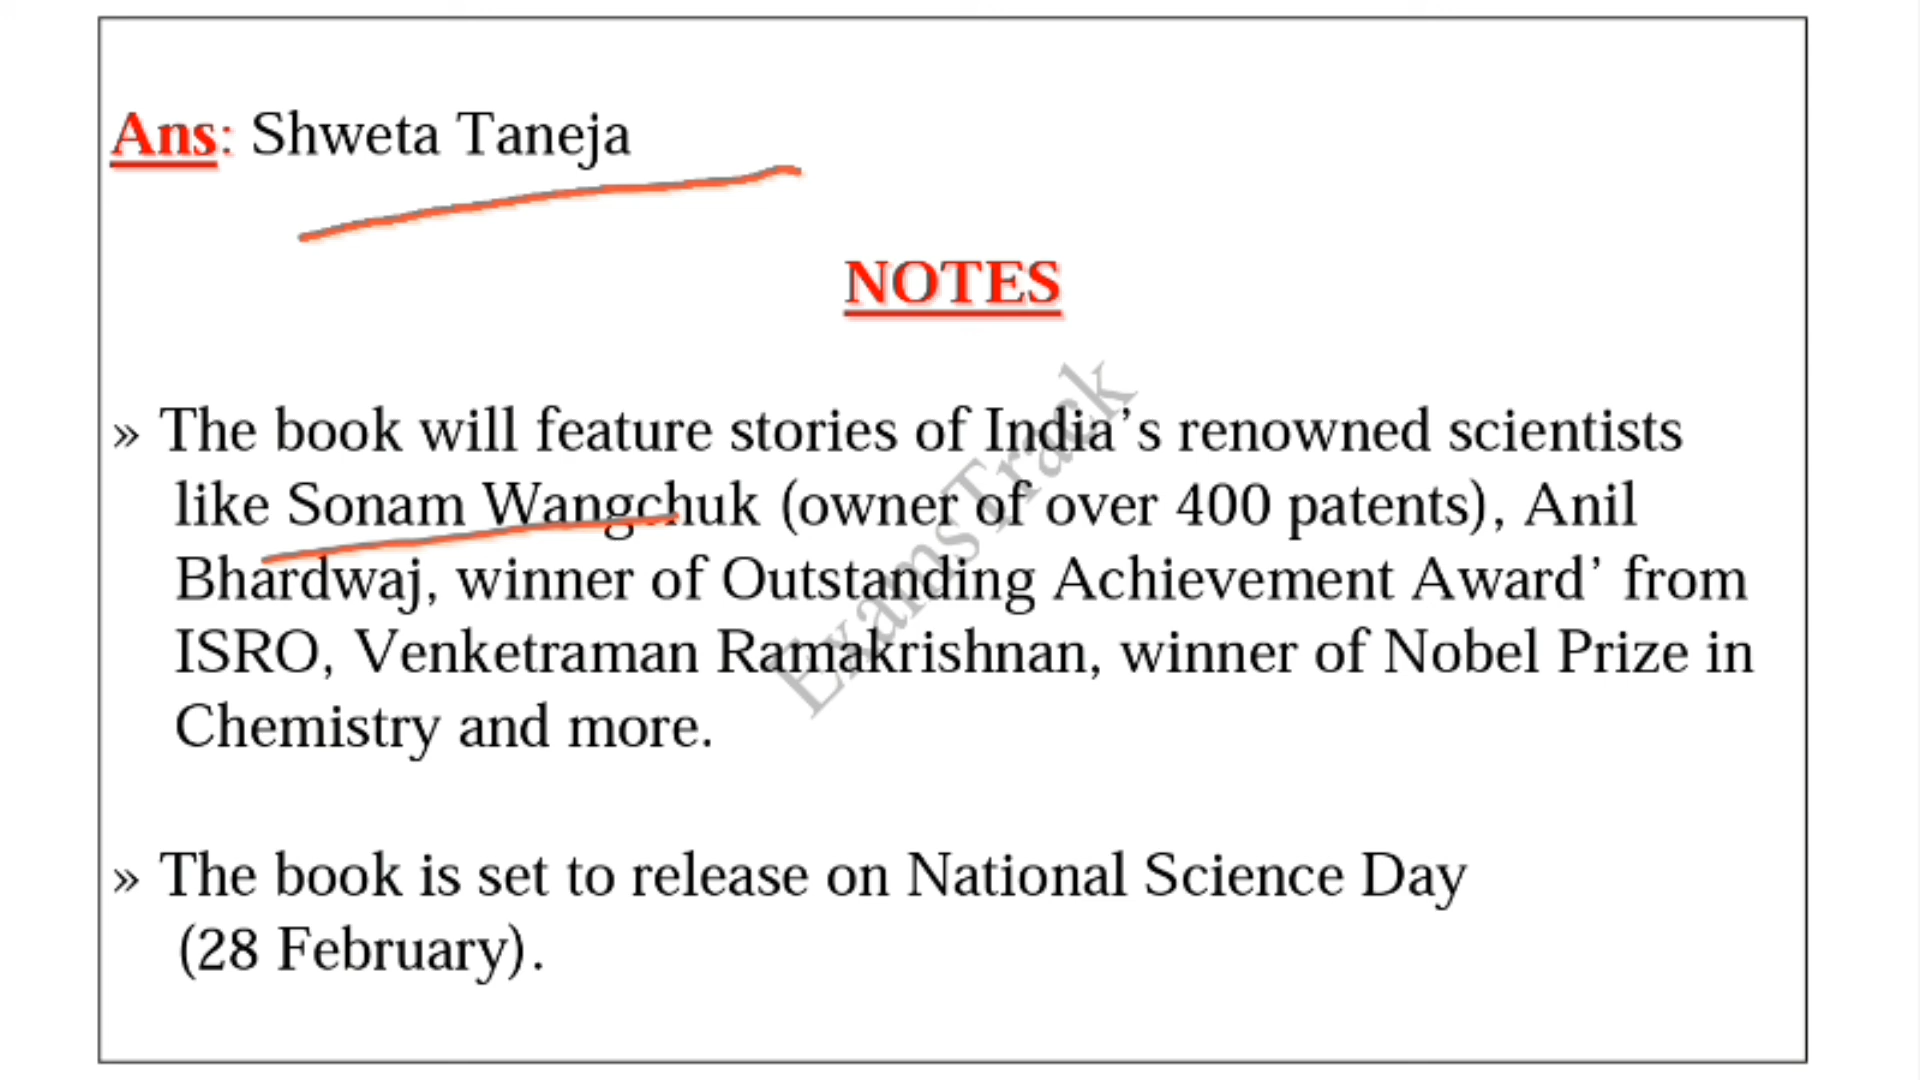 Ans: Shweta Taneja
NOTES
» The book will feature stories of India’s renowned scientists
like Sonam Wangchuk (owner of over 400 patents), Anil
Bhardwaj, winner of Outstanding Achievement Award’ from
ISRO, Venketraman Ramakrishnan, winner of Nobel Prize in
Chemistry and more.
» The book is set to release on National Science Day
(28 February).
ExamsTrack